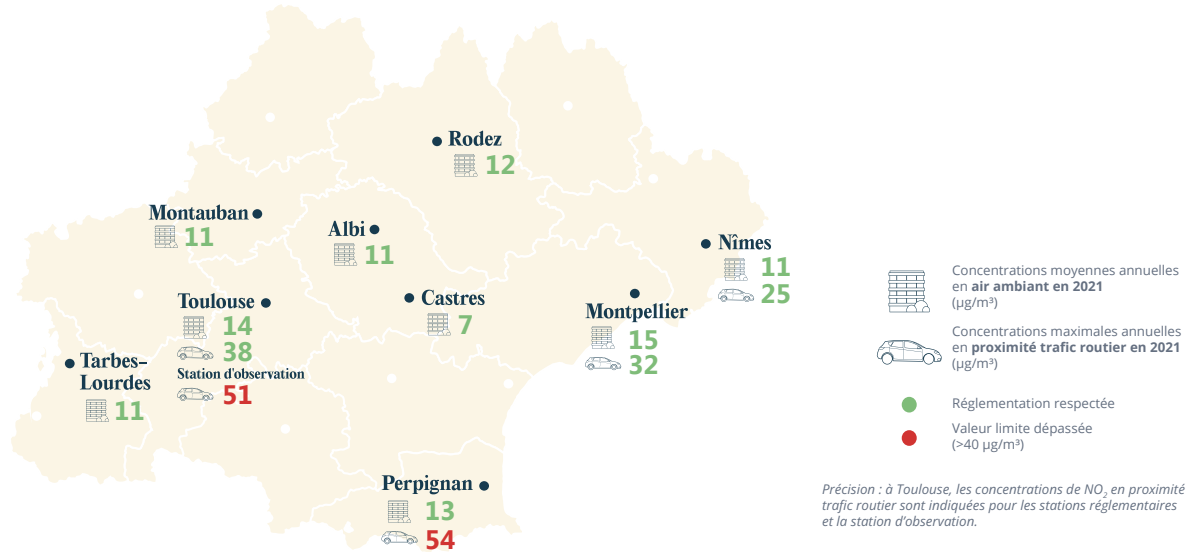 Rodez
12
Montauban
11
Albi
11
Nîmes
11
25
Toulouse
14
38
Station d'observation
51
Castres
7
Montpellier
15
32
Tarbes–
Lourdes
11
Perpignan
13
54
Concentrations moyennes annuelles
en air ambiant en 2021
(µg/m³)
Concentrations maximales annuelles
en proximité trafic routier en 2021
(µg/m³)
Réglementation respectée
Valeur limite dépassée
(>40 µg/m³)
Précision : à Toulouse, les concentrations de NO₂ en proximité
trafic routier sont indiquées pour les stations réglementaires
et la station d'observation.